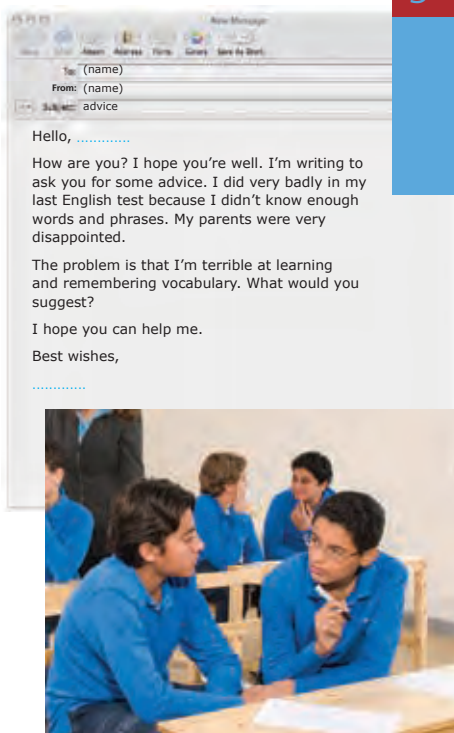 New Message
Address
To: (name)
From: (name)
Subject: advice
Hello, .............
How are you? I hope you're well. I'm writing to
ask you for some advice. I did very badly in my
last English test because I didn't know enough
words and phrases. My parents were very
disappointed.
The problem is that I'm terrible at learning
and remembering vocabulary. What would you
suggest?
I hope you can help me.
Best wishes,
.............